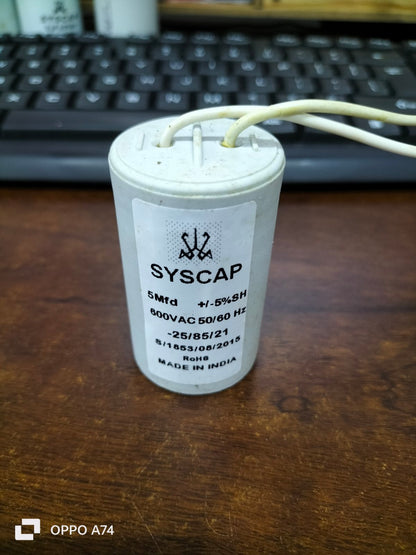 SYSCAP
SYSCAP
5Mfd +/-5%SH
600VAC 50/60 Hz
-25/85/21
S/1853/08/2015
RoHS
MADE IN INDIA
OPPO A74